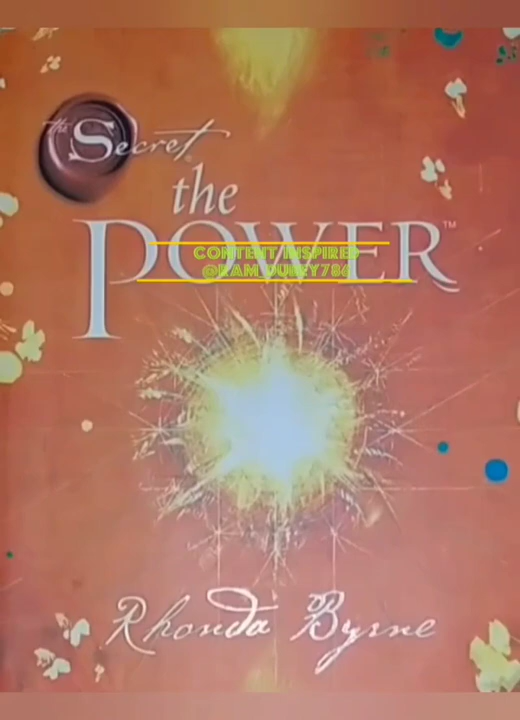 the Secret®
the
POWER™
CONTENT INSPIRED
@RAM_DUBEY786
Rhonda Byrne